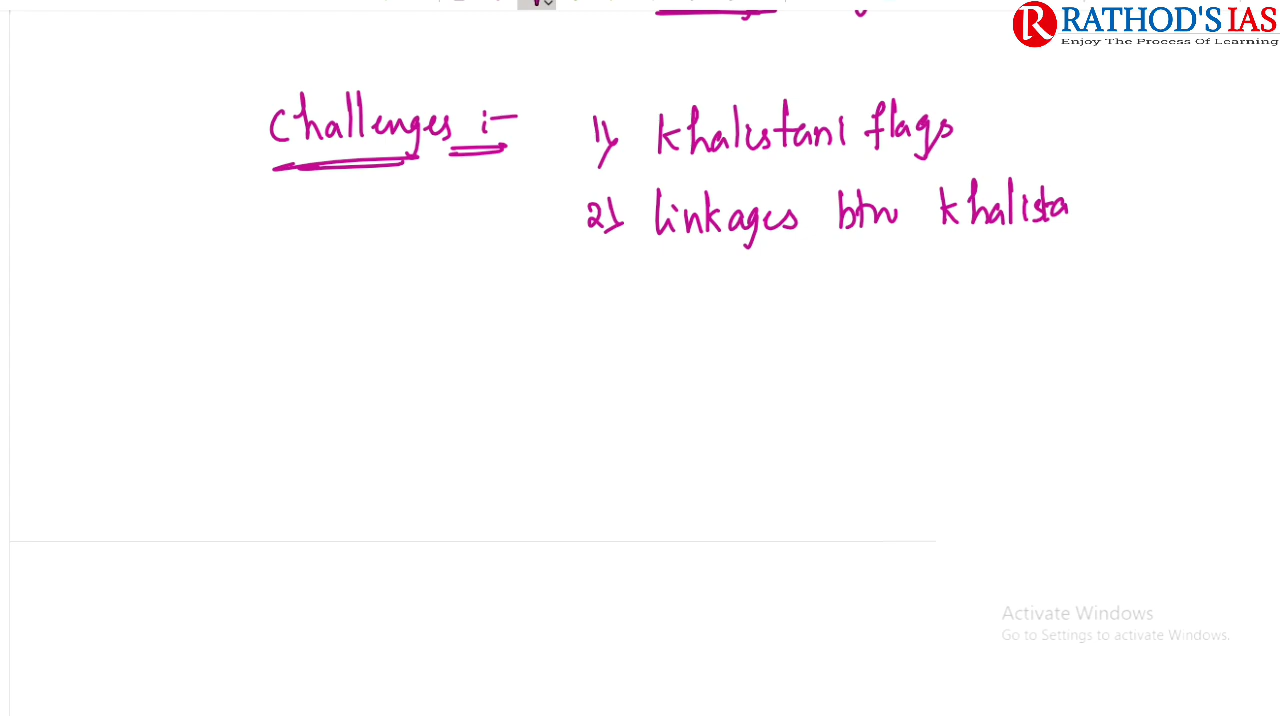 RATHOD'S IAS
Enjoy The Process Of Learning
Challenges :-
1) Khalistani flags
2) linkages btw khalista
Activate Windows
Go to Settings to activate Windows.